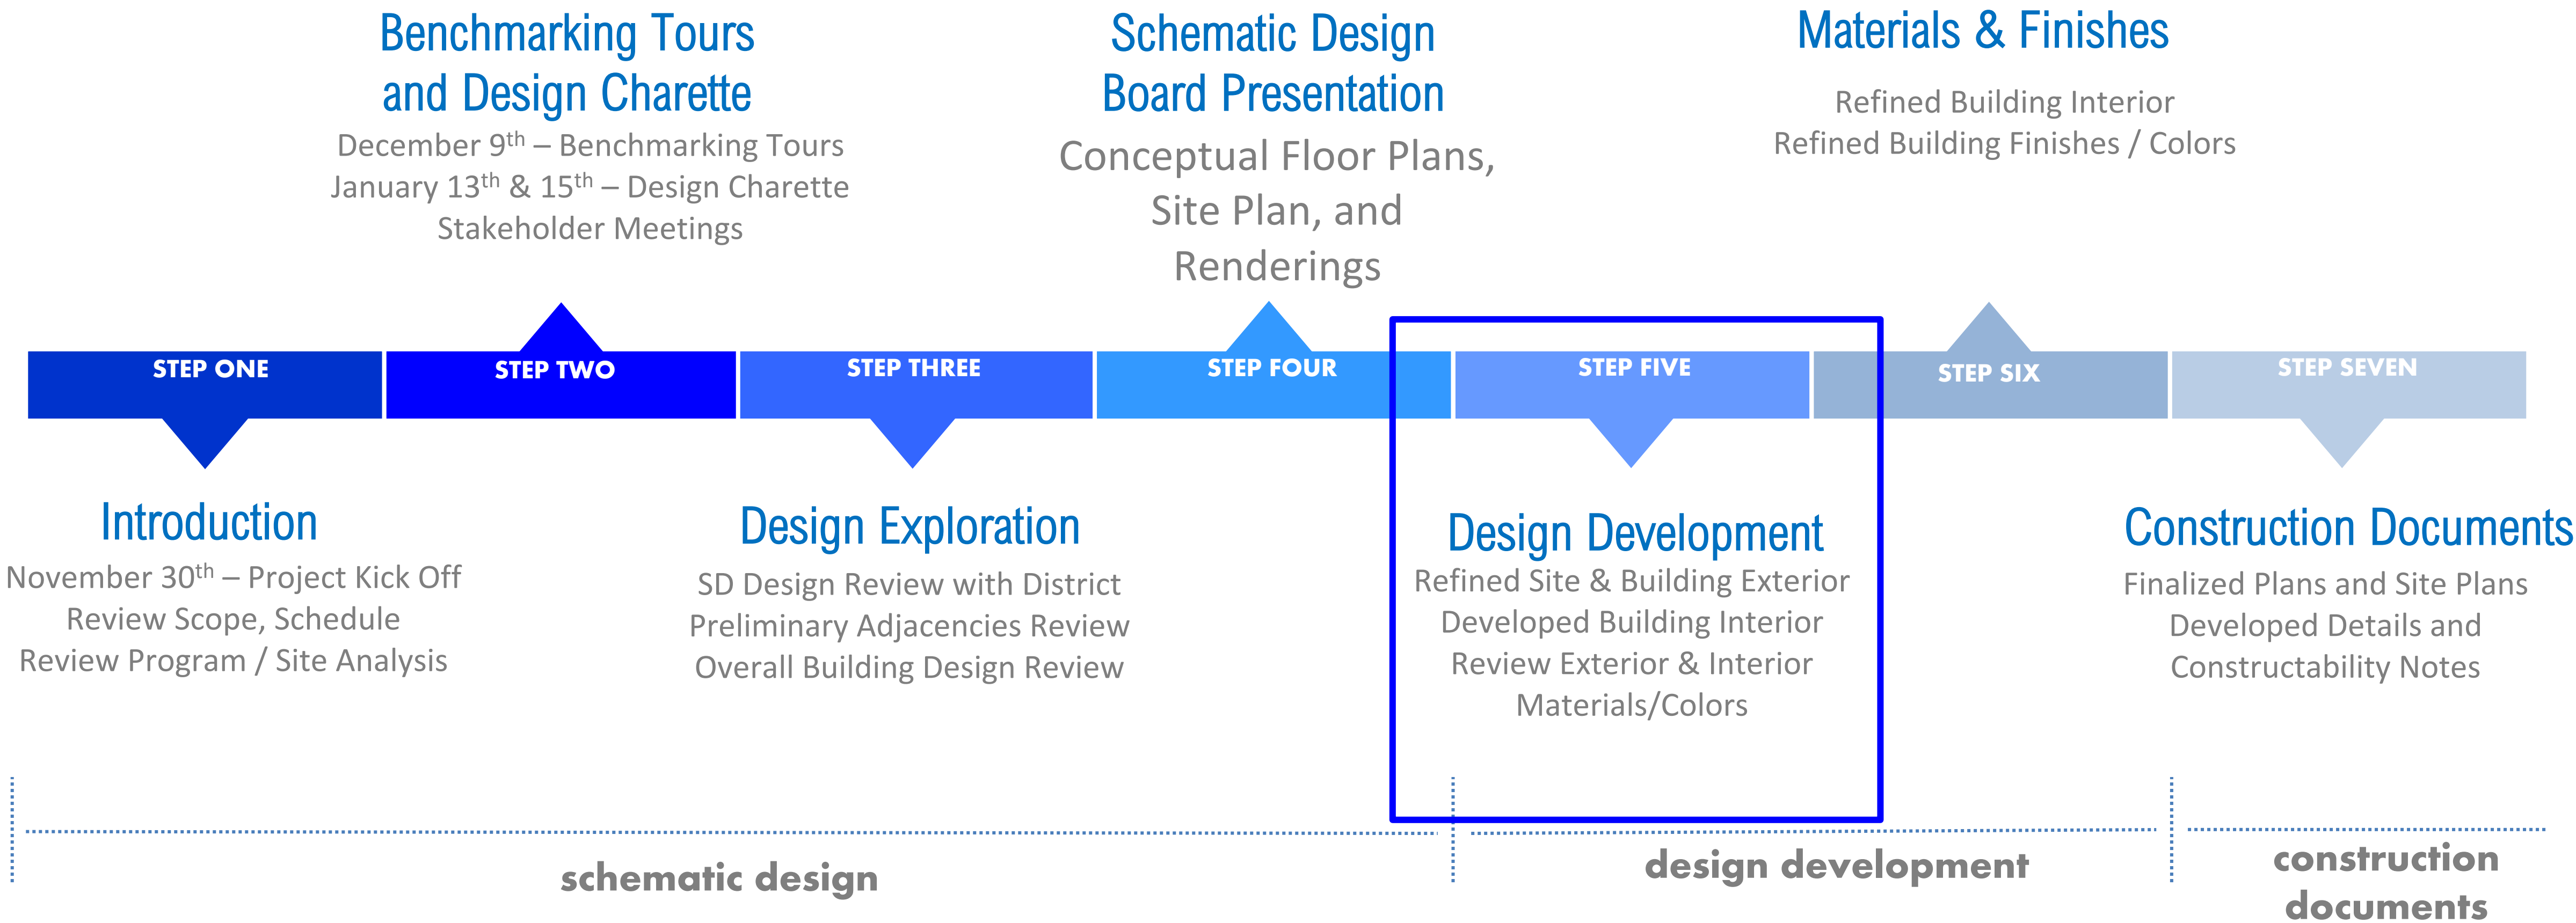 Benchmarking Tours
and Design Charette
December 9th – Benchmarking Tours
January 13th & 15th – Design Charette
Stakeholder Meetings
Schematic Design
Board Presentation
Conceptual Floor Plans,
Site Plan, and
Renderings
Materials & Finishes
Refined Building Interior
Refined Building Finishes / Colors
STEP ONE
STEP TWO
STEP THREE
STEP FOUR
STEP FIVE
STEP SIX
STEP SEVEN
Introduction
November 30th – Project Kick Off
Review Scope, Schedule
Review Program / Site Analysis
Design Exploration
SD Design Review with District
Preliminary Adjacencies Review
Overall Building Design Review
Design Development
Refined Site & Building Exterior
Developed Building Interior
Review Exterior & Interior
Materials/Colors
Construction Documents
Finalized Plans and Site Plans
Developed Details and
Constructability Notes
schematic design
design development
construction
documents